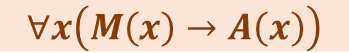 ∀x(M(x) → A(x))